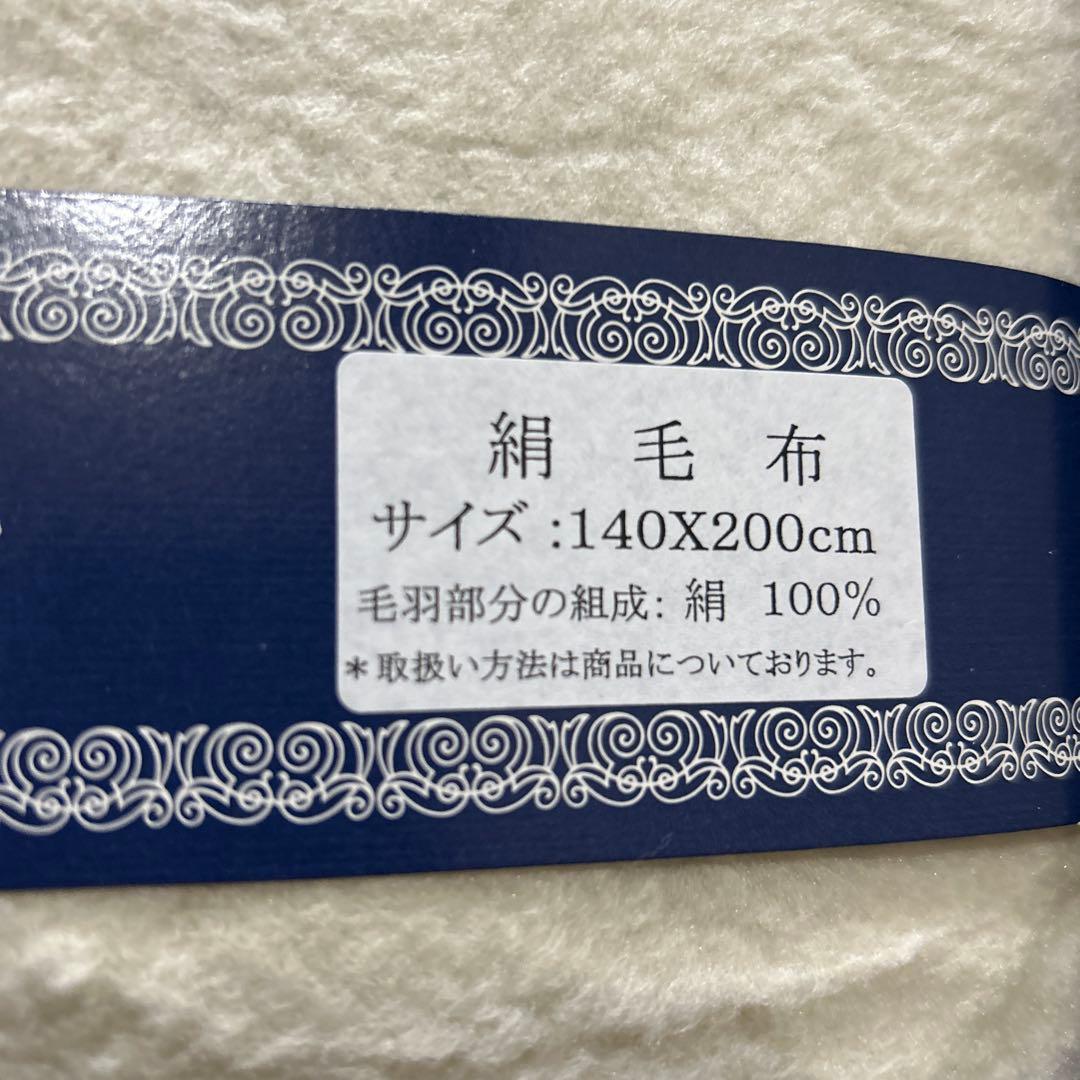 絹 毛 布
サイズ :140X200cm
毛羽部分の組成: 絹 100%
*取扱い方法は商品についております。